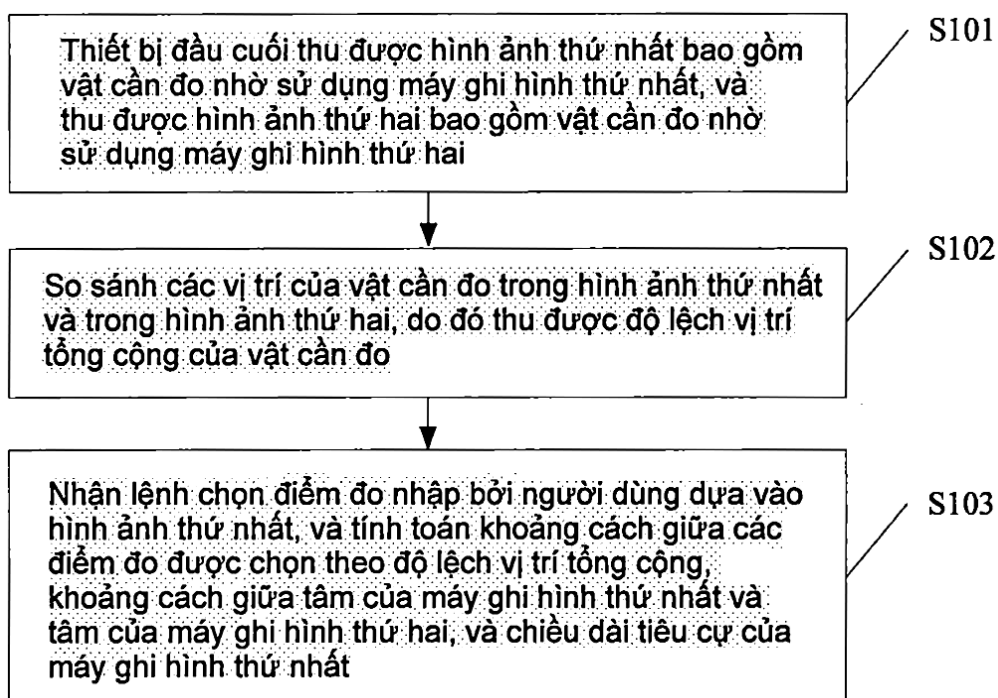 Thiết bị đầu cuối thu được hình ảnh thứ nhất bao gồm
vật cần đo nhờ sử dụng máy ghi hình thứ nhất, và
thu được hình ảnh thứ hai bao gồm vật cần đo nhờ
sử dụng máy ghi hình thứ hai
S101
So sánh các vị trí của vật cần đo trong hình ảnh thứ nhất
và trong hình ảnh thứ hai, do đó thu được độ lệch vị trí
tổng cộng của vật cần đo
S102
Nhận lệnh chọn điểm đo nhập bởi người dùng dựa vào
hình ảnh thứ nhất, và tính toán khoảng cách giữa các
điểm đo được chọn theo độ lệch vị trí tổng cộng,
khoảng cách giữa tâm của máy ghi hình thứ nhất và
tâm của máy ghi hình thứ hai, và chiều dài tiêu cự của
máy ghi hình thứ nhất
S103